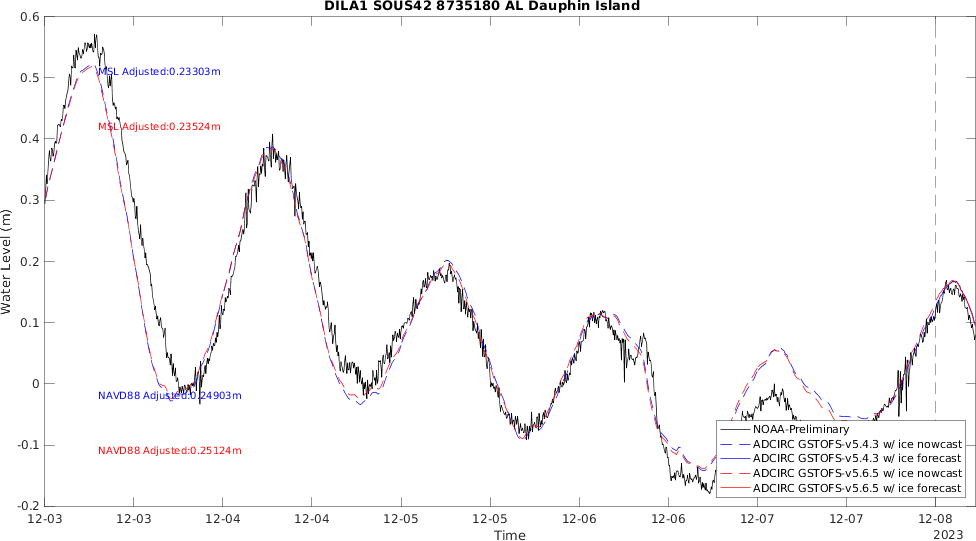 DILA1 SOUS42 8735180 AL Dauphin Island
0.6
0.5
0.4
0.3
0.2
0.1
0
-0.1
-0.2
Water Level (m)
MSL Adjusted:0.23303m
MSL Adjusted:0.23524m
NAVD88 Adjusted:0.24903m
NAVD88 Adjusted:0.25124m
NOAA-Preliminary
ADCIRC GSTOFS-v5.4.3 w/ ice nowcast
ADCIRC GSTOFS-v5.4.3 w/ ice forecast
ADCIRC GSTOFS-v5.6.5 w/ ice nowcast
ADCIRC GSTOFS-v5.6.5 w/ ice forecast
12-03 12-03 12-04 12-04 12-05 12-05 12-06 12-06 12-07 12-07 12-08
Time
2023